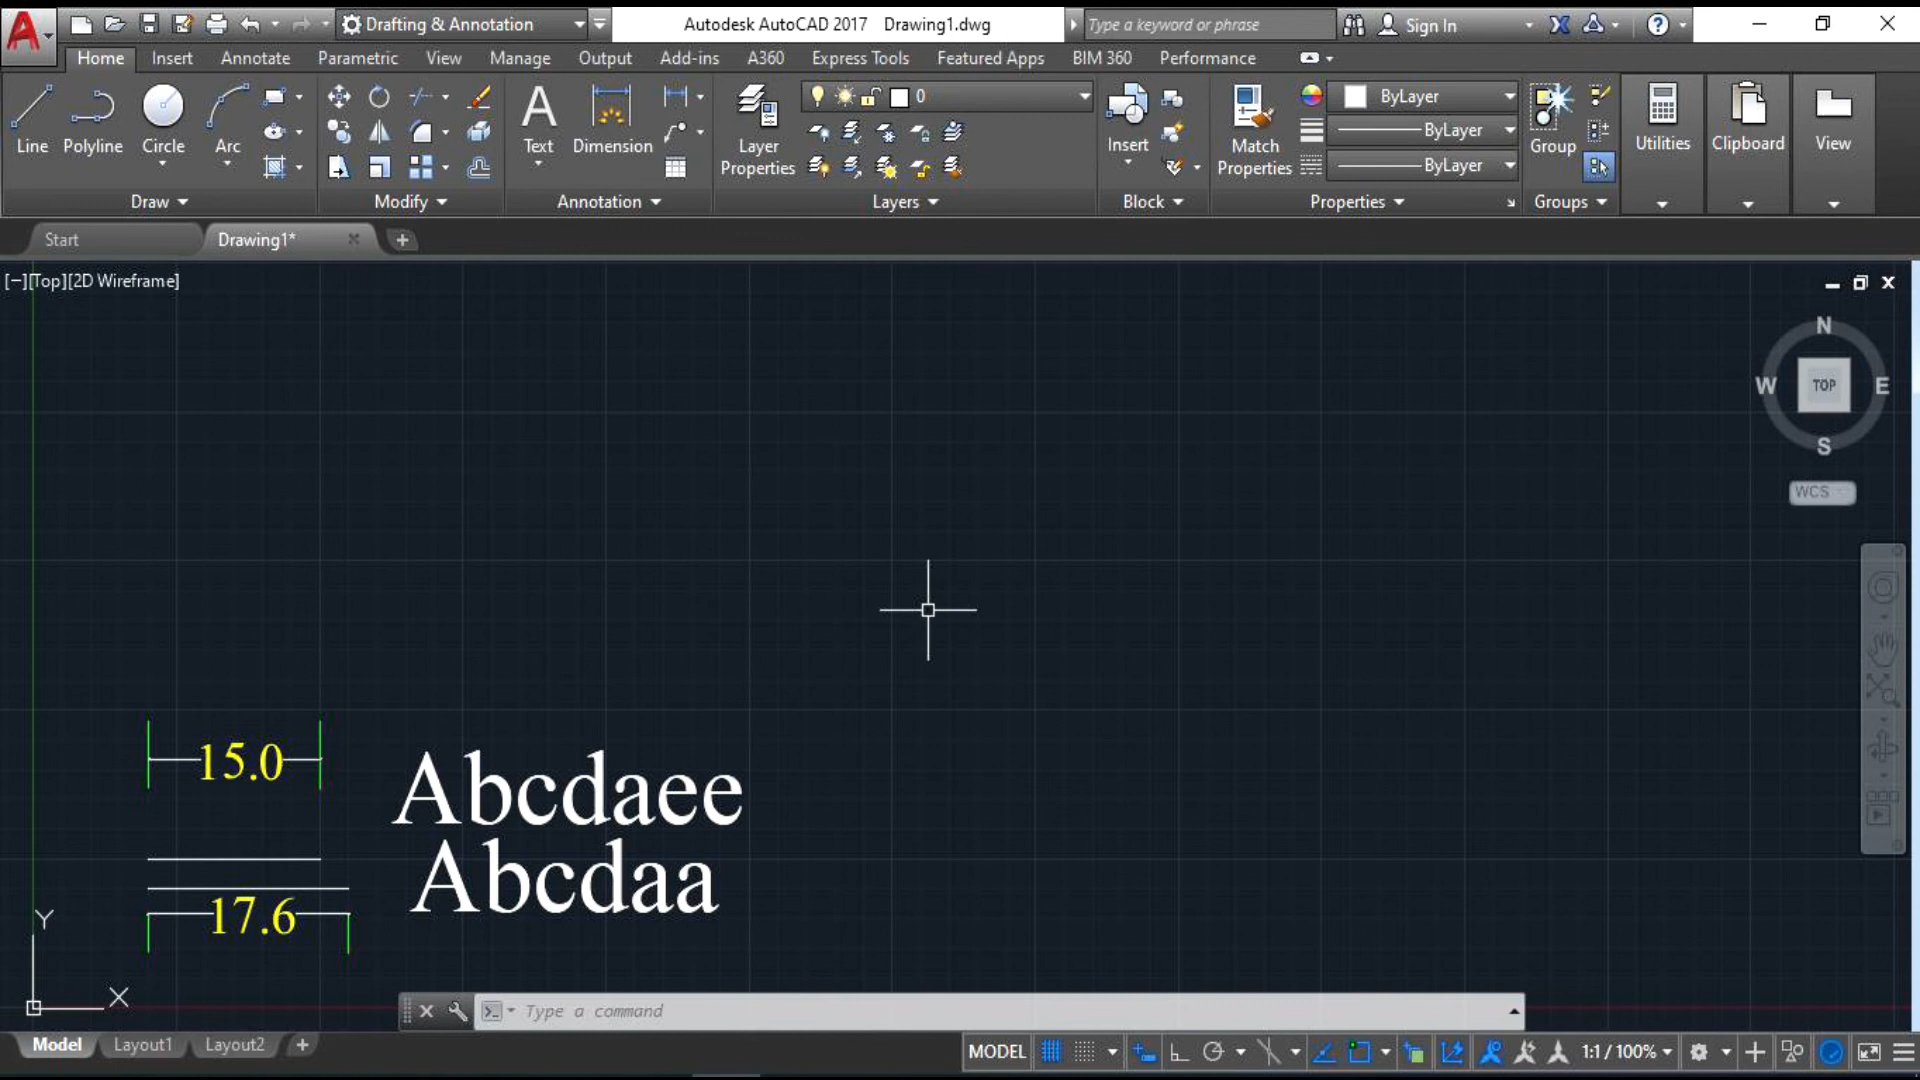 Drafting & Annotation
Autodesk AutoCAD 2017 Drawing1.dwg
Type a keyword or phrase
Sign In
Home Insert Annotate Parametric View Manage Output Add-ins A360 Express Tools Featured Apps BIM 360 Performance
0
ByLayer
ByLayer
ByLayer
Line Polyline Circle Arc
Text Dimension
Layer Properties
Insert
Match Properties
Group
Utilities Clipboard View
Draw Modify Annotation Layers Block Properties Groups
Start Drawing1*
[−][Top][2D Wireframe]
N
W TOP E
S
WCS
15.0
Abcdaee
Abcdaa
17.6
Y
X
Type a command
Model Layout1 Layout2
MODEL 1:1 / 100%